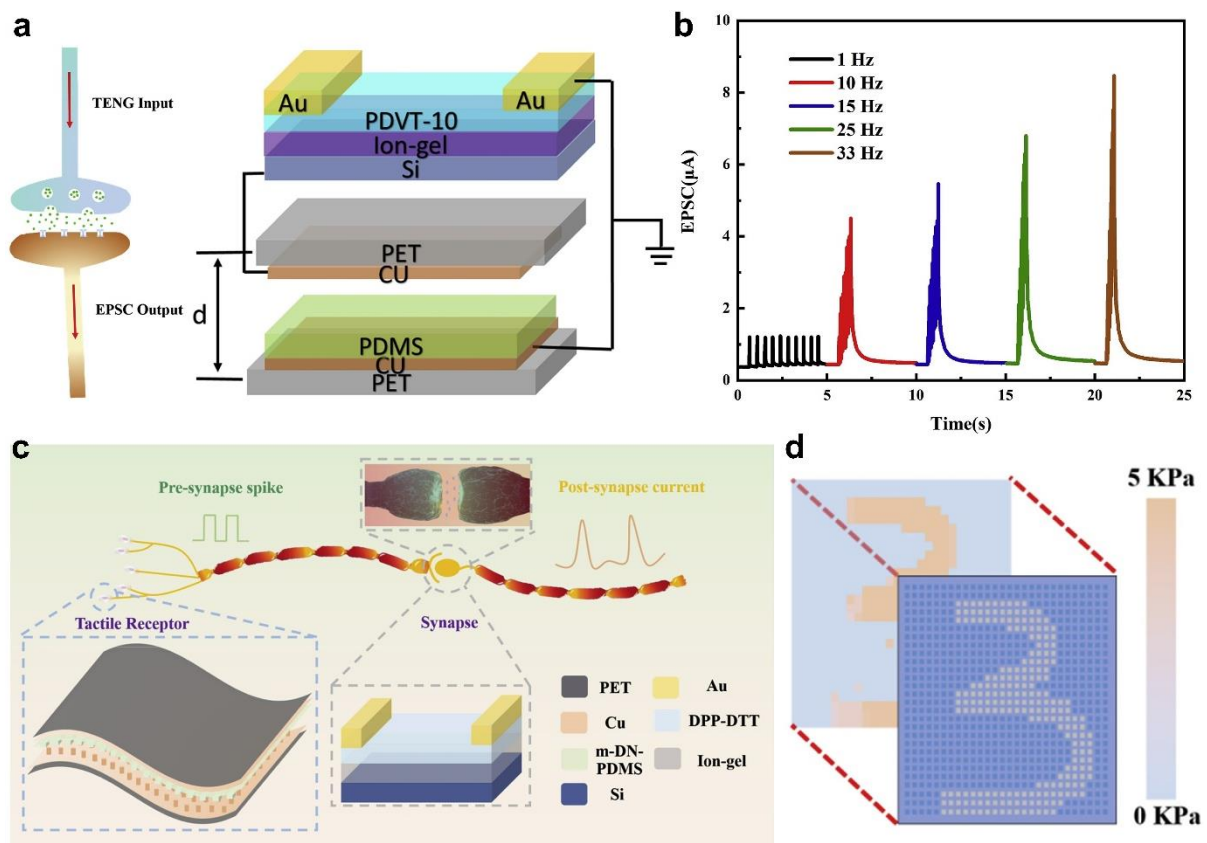 a
TENG Input
EPSC Output
Au
Au
PDVT-10
Ion-gel
Si
PET
CU
d
PDMS
CU
PET
b
1 Hz
10 Hz
15 Hz
25 Hz
33 Hz
EPSC(μA)
10
8
6
4
2
0
0
5
10
15
20
25
Time(s)
c
Pre-synapse spike
Post-synapse current
Tactile Receptor
Synapse
PET
Au
Cu
DPP-DTT
m-DN-
PDMS
Ion-gel
Si
d
5 KPa
0 KPa